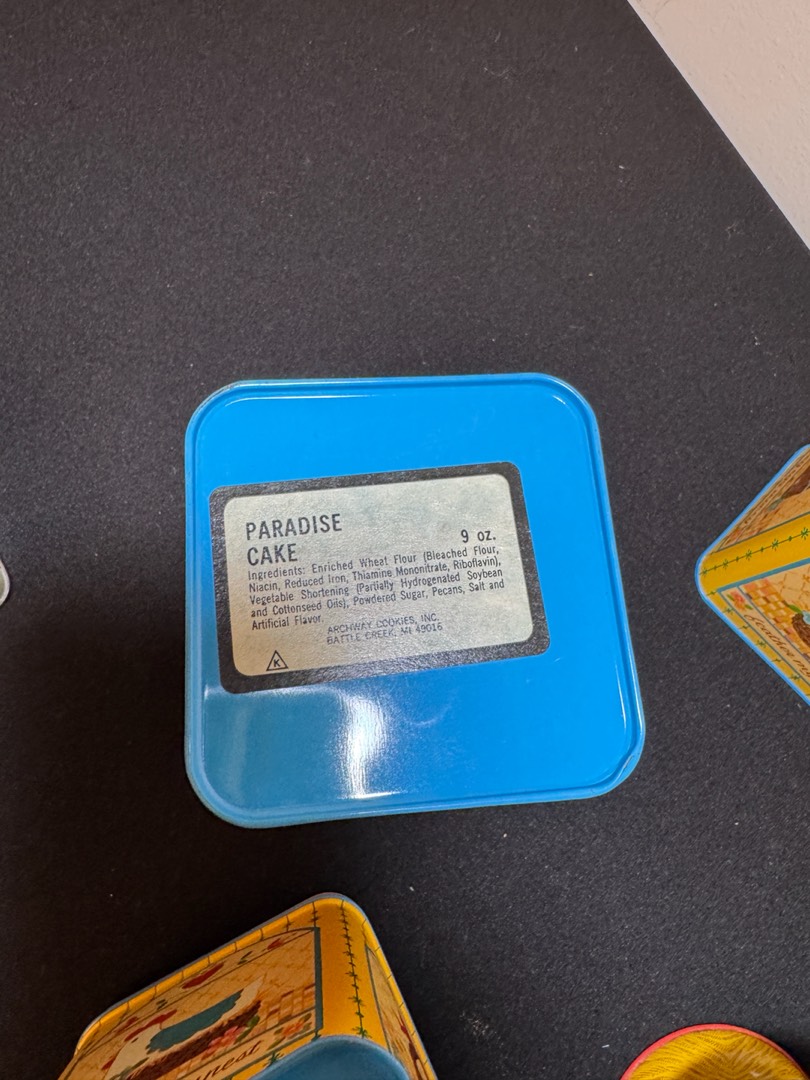 PARADISE
CAKE 9 oz.
Ingredients: Enriched Wheat Flour (Bleached Flour,
Niacin, Reduced Iron, Thiamine Mononitrate, Riboflavin),
Vegetable Shortening (Partially Hydrogenated Soybean
and Cottonseed Oils), Powdered Sugar, Pecans, Salt and
Artificial Flavor.
ARCHWAY COOKIES, INC.
BATTLE CREEK, MI 49016
K